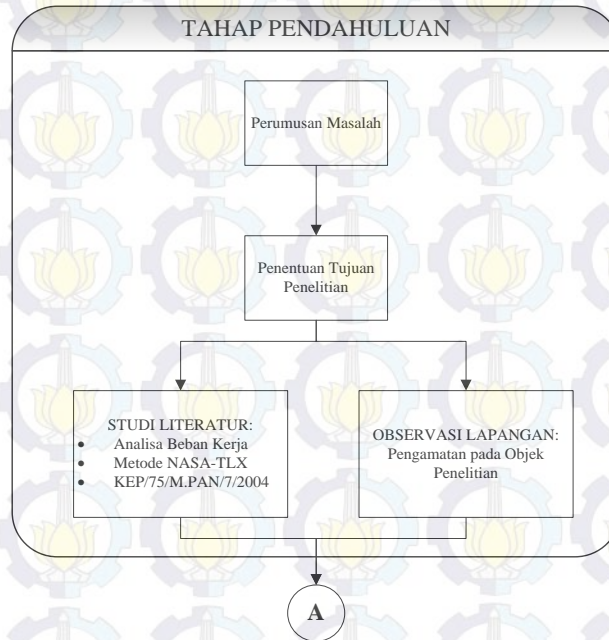 TAHAP PENDAHULUAN
Perumusan Masalah
Penentuan Tujuan
Penelitian
STUDI LITERATUR:
• Analisa Beban Kerja
• Metode NASA-TLX
• KEP/75/M.PAN/7/2004
OBSERVASI LAPANGAN:
Pengamatan pada Objek
Penelitian
A